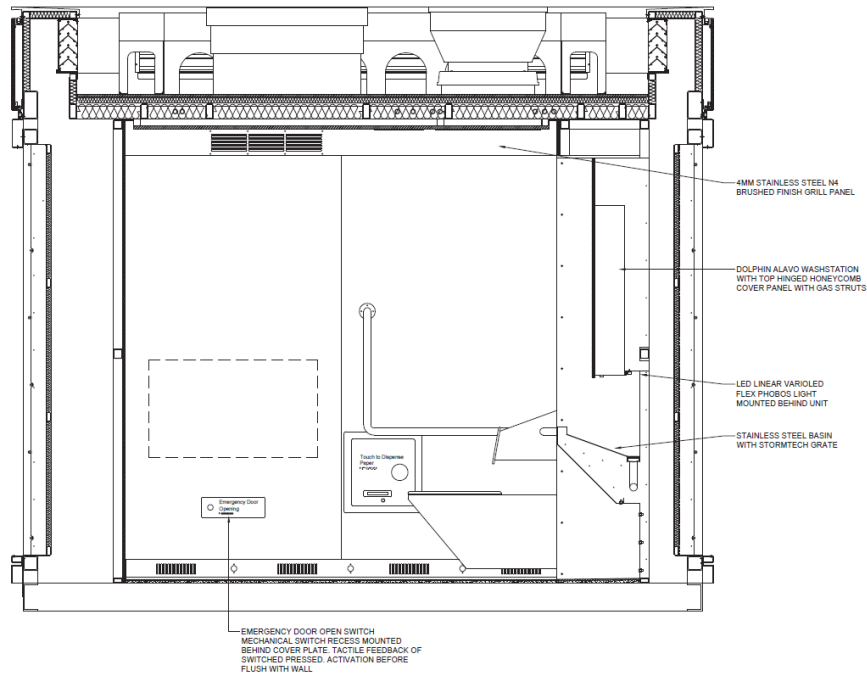 4MM STAINLESS STEEL N4
BRUSHED FINISH GRILL PANEL
DOLPHIN ALAVO WASHSTATION
WITH TOP HINGED HONEYCOMB
COVER PANEL WITH GAS STRUTS
LED LINEAR VARIOLED
FLEX PHOBOS LIGHT
MOUNTED BEHIND UNIT
STAINLESS STEEL BASIN
WITH STORMTECH GRATE
Touch to Dispense
Paper
Emergency Door
Opening
EMERGENCY DOOR OPEN SWITCH
MECHANICAL SWITCH RECESS MOUNTED
BEHIND COVER PLATE. TACTILE FEEDBACK OF
SWITCHED PRESSED. ACTIVATION BEFORE
FLUSH WITH WALL